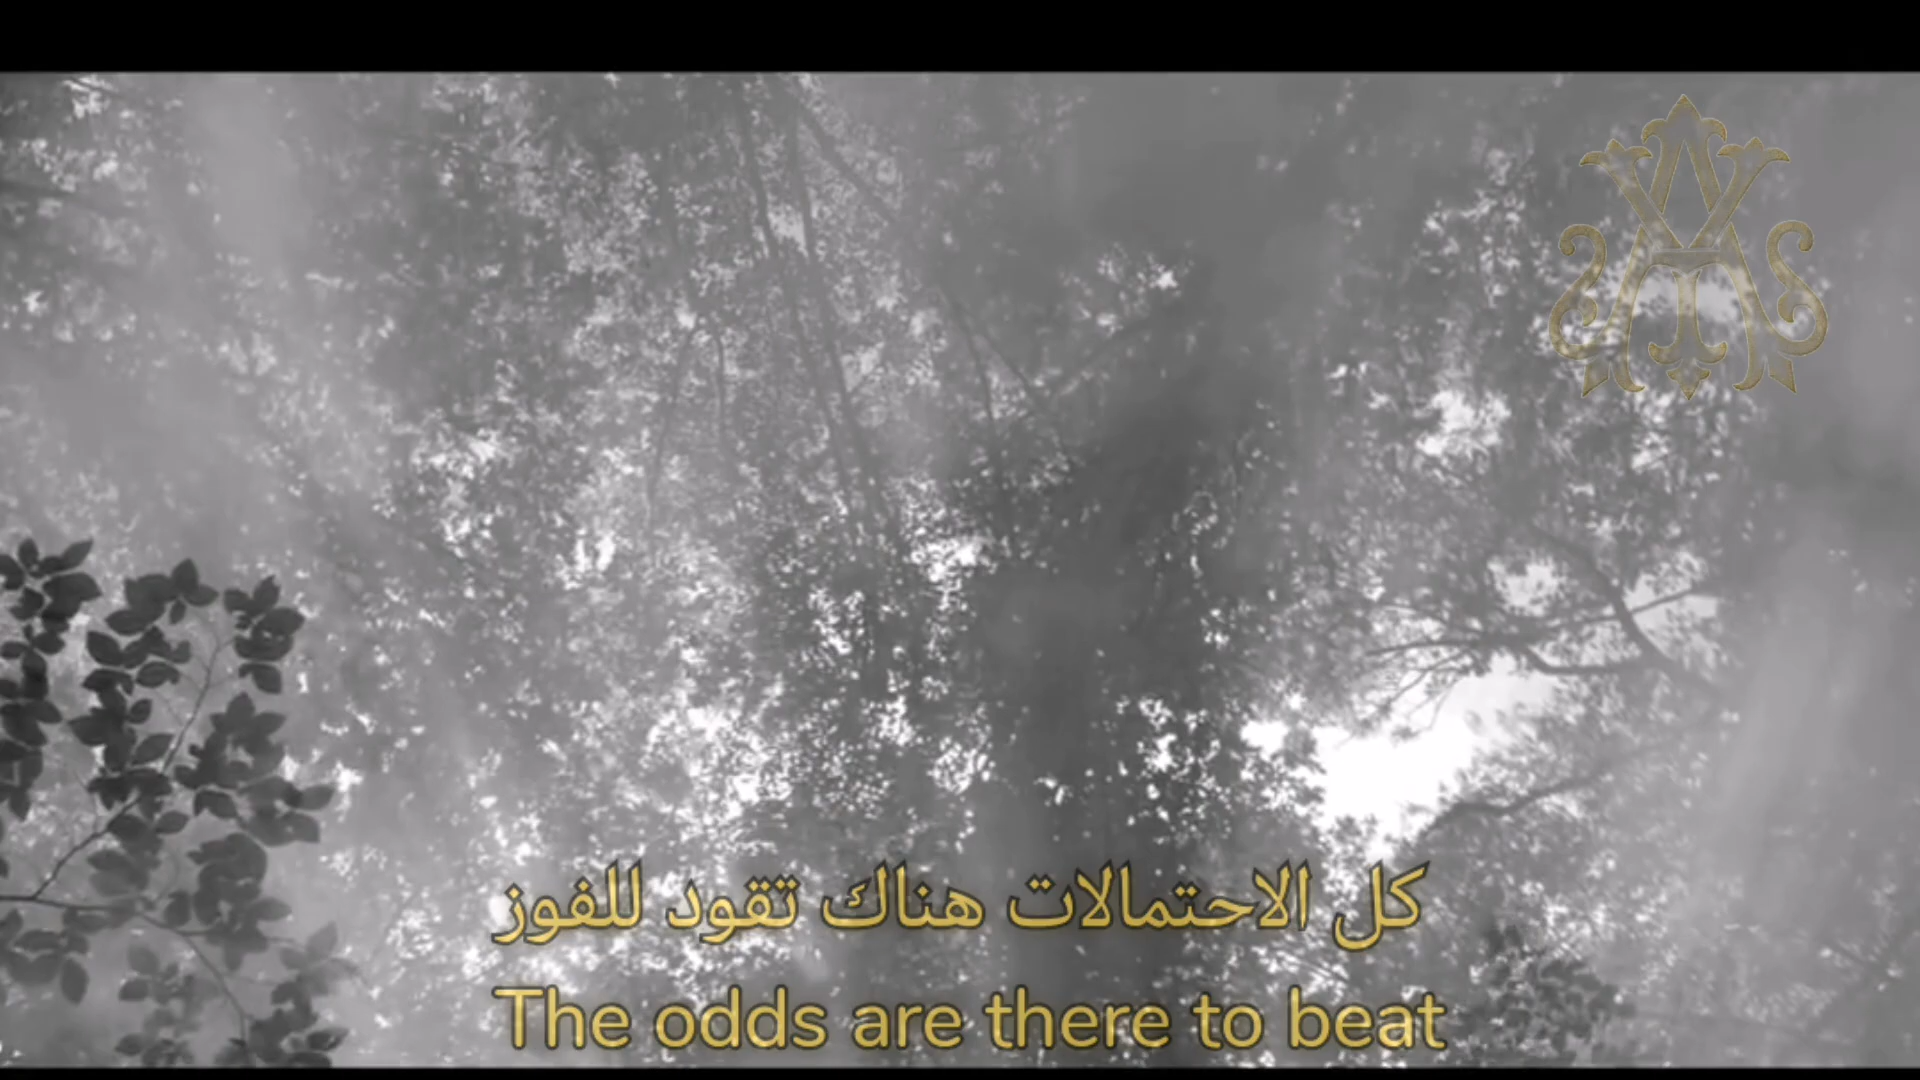 كل الاحتمالات هناك تقود للفوز
The odds are there to beat